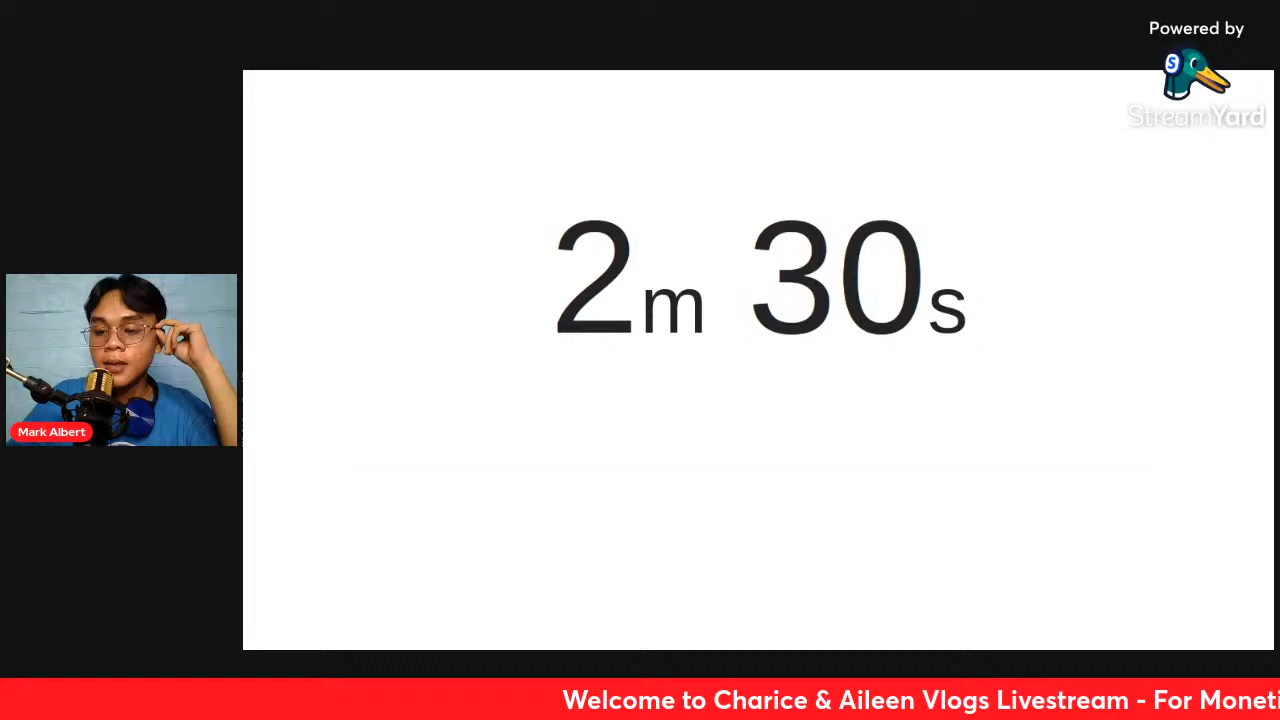 Powered by
S
StreamYard
2m 30s
Mark Albert
Welcome to Charice & Aileen Vlogs Livestream - For Moneti